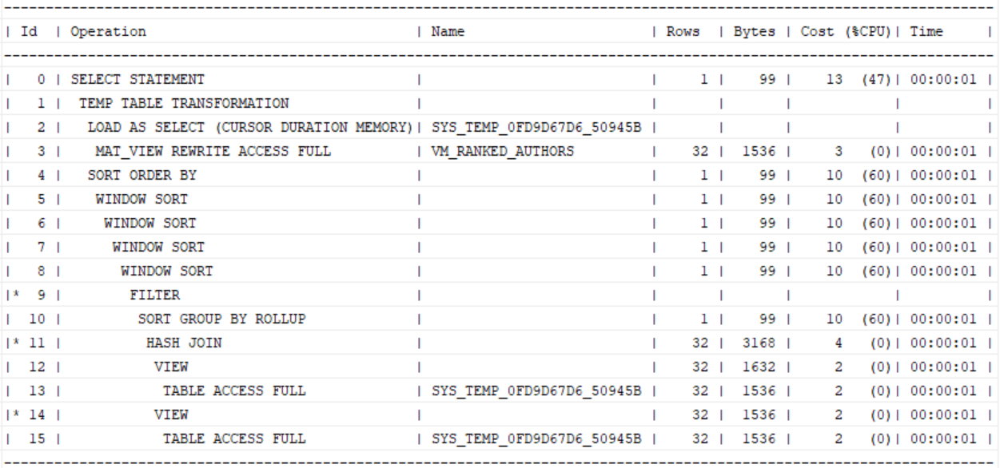 --------------------------------------------------------------------------------------------------------------------------
| Id  | Operation                                | Name                      | Rows  | Bytes | Cost (%CPU)| Time     |
--------------------------------------------------------------------------------------------------------------------------
|   0 | SELECT STATEMENT                         |                           |     1 |    99 |    13  (47)| 00:00:01 |
|   1 |  TEMP TABLE TRANSFORMATION               |                           |       |       |            |          |
|   2 |   LOAD AS SELECT (CURSOR DURATION MEMORY)| SYS_TEMP_0FD9D67D6_50945B |       |       |            |          |
|   3 |    MAT_VIEW REWRITE ACCESS FULL          | VM_RANKED_AUTHORS         |    32 |  1536 |     3   (0)| 00:00:01 |
|   4 |   SORT ORDER BY                          |                           |     1 |    99 |    10  (60)| 00:00:01 |
|   5 |    WINDOW SORT                           |                           |     1 |    99 |    10  (60)| 00:00:01 |
|   6 |     WINDOW SORT                          |                           |     1 |    99 |    10  (60)| 00:00:01 |
|   7 |      WINDOW SORT                         |                           |     1 |    99 |    10  (60)| 00:00:01 |
|   8 |       WINDOW SORT                        |                           |     1 |    99 |    10  (60)| 00:00:01 |
|*  9 |        FILTER                            |                           |       |       |            |          |
|  10 |         SORT GROUP BY ROLLUP             |                           |     1 |    99 |    10  (60)| 00:00:01 |
|* 11 |          HASH JOIN                       |                           |    32 |  3168 |     4   (0)| 00:00:01 |
|  12 |           VIEW                           |                           |    32 |  1632 |     2   (0)| 00:00:01 |
|  13 |            TABLE ACCESS FULL             | SYS_TEMP_0FD9D67D6_50945B |    32 |  1536 |     2   (0)| 00:00:01 |
|* 14 |           VIEW                           |                           |    32 |  1536 |     2   (0)| 00:00:01 |
|  15 |            TABLE ACCESS FULL             | SYS_TEMP_0FD9D67D6_50945B |    32 |  1536 |     2   (0)| 00:00:01 |
--------------------------------------------------------------------------------------------------------------------------